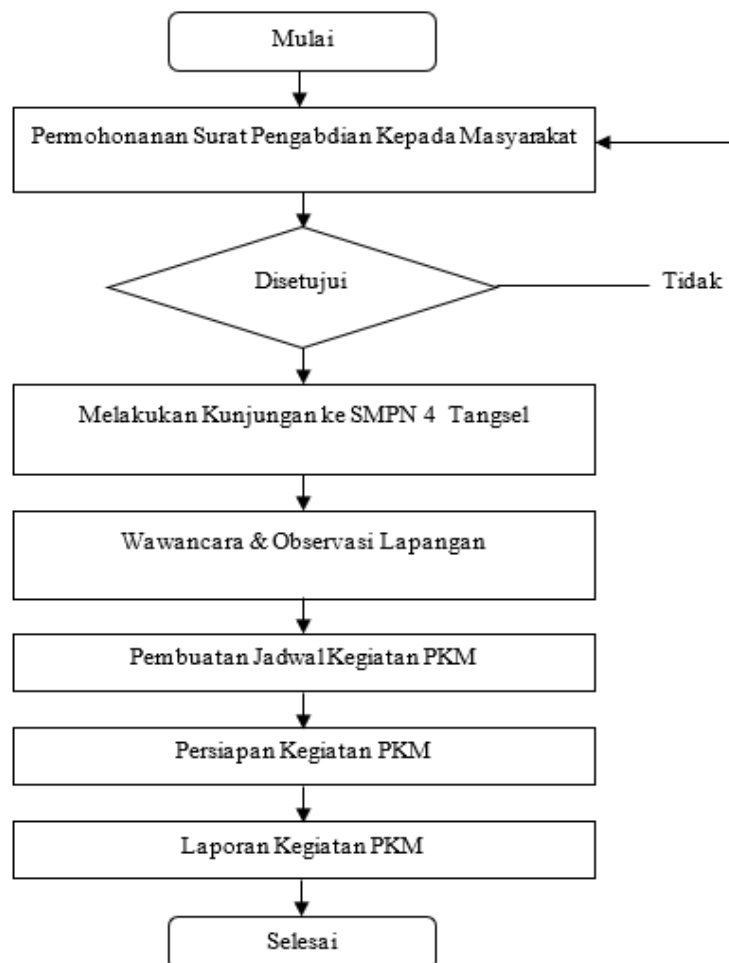 Mulai
Permohonanan Surat Pengabdian Kepada Masyarakat
Disetujui
Tidak
Melakukan Kunjungan ke SMPN 4 Tangsel
Wawancara & Observasi Lapangan
Pembuatan Jadwal Kegiatan PKM
Persiapan Kegiatan PKM
Laporan Kegiatan PKM
Selesai